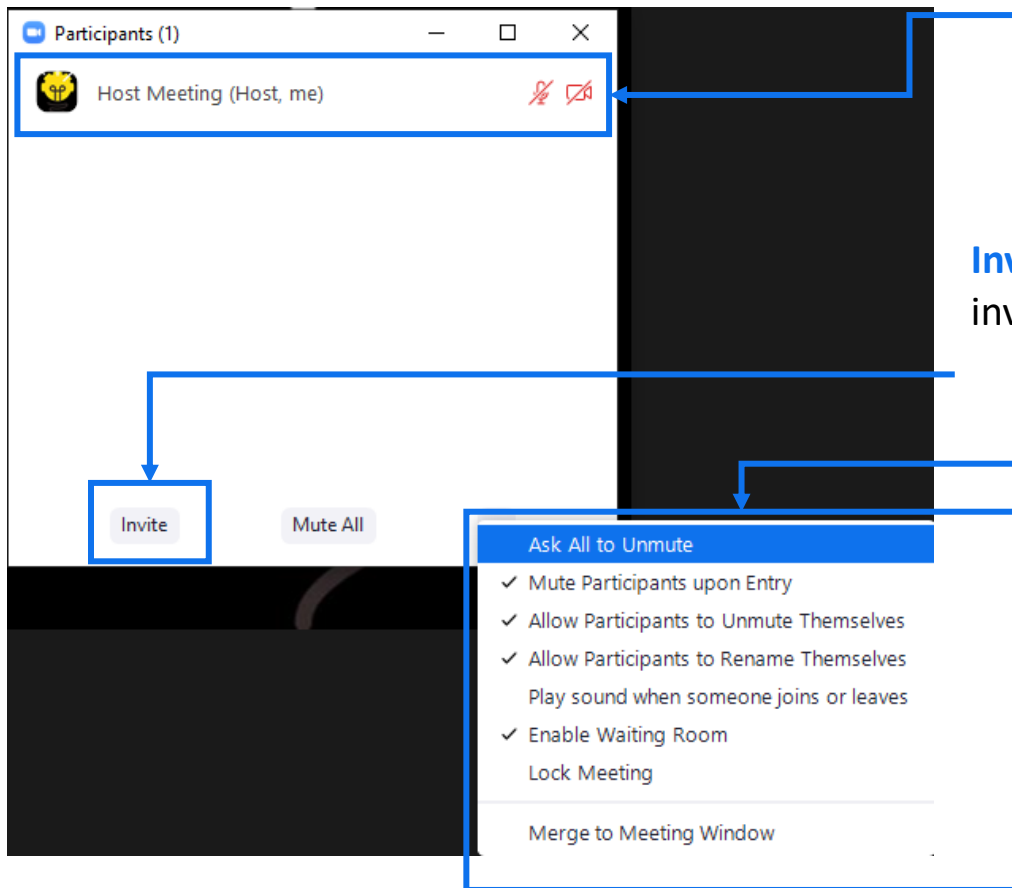 Participants (1)
Host Meeting (Host, me)
Invite
Mute All
Ask All to Unmute
Mute Participants upon Entry
Allow Participants to Unmute Themselves
Allow Participants to Rename Themselves
Play sound when someone joins or leaves
Enable Waiting Room
Lock Meeting
Merge to Meeting Window